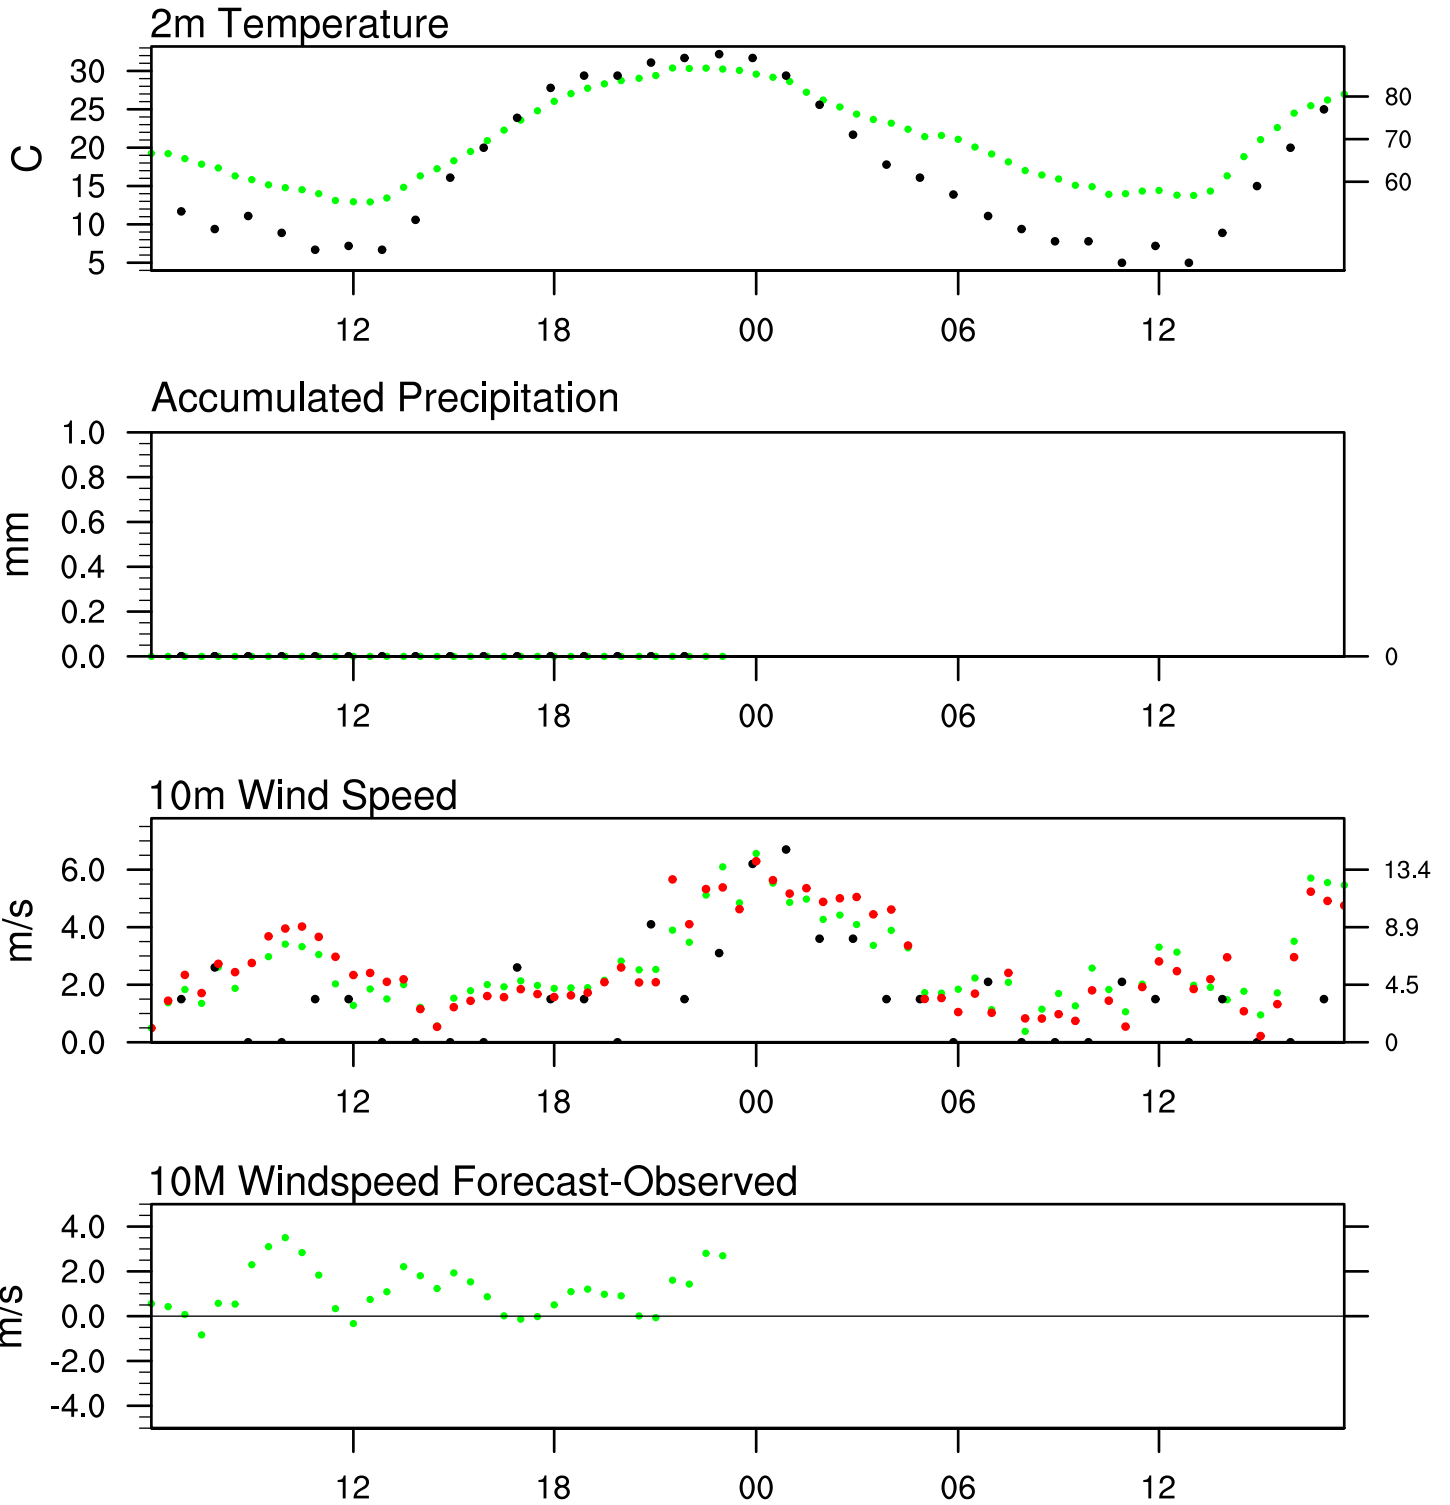 2m Temperature
30
25
20
15
10
5
C
80
70
60
12 18 00 06 12
Accumulated Precipitation
1.0
0.8
0.6
0.4
0.2
0.0
mm
0
12 18 00 06 12
10m Wind Speed
6.0
4.0
2.0
0.0
m/s
13.4
8.9
4.5
0
12 18 00 06 12
10M Windspeed Forecast-Observed
4.0
2.0
0.0
-2.0
-4.0
m/s
12 18 00 06 12